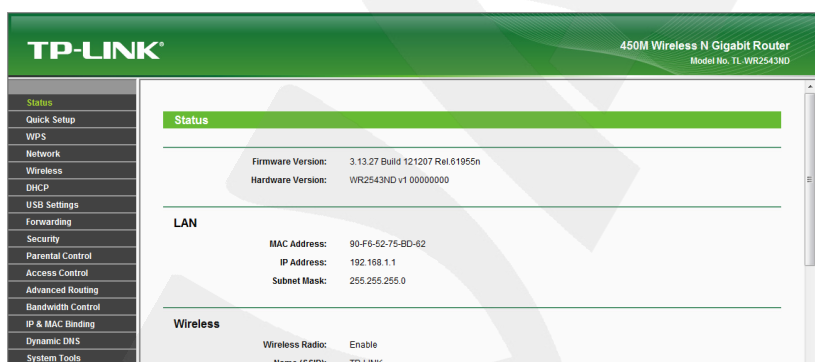 TP-LINK®
450M Wireless N Gigabit Router
Model No. TL-WR2543ND
Status
Quick Setup
WPS
Network
Wireless
DHCP
USB Settings
Forwarding
Security
Parental Control
Access Control
Advanced Routing
Bandwidth Control
IP & MAC Binding
Dynamic DNS
System Tools
Status
Firmware Version: 3.13.27 Build 121207 Rel.61955n
Hardware Version: WR2543ND v1 00000000
LAN
MAC Address: 90-F6-52-75-BD-62
IP Address: 192.168.1.1
Subnet Mask: 255.255.255.0
Wireless
Wireless Radio: Enable
Name (SSID): TP-LINK